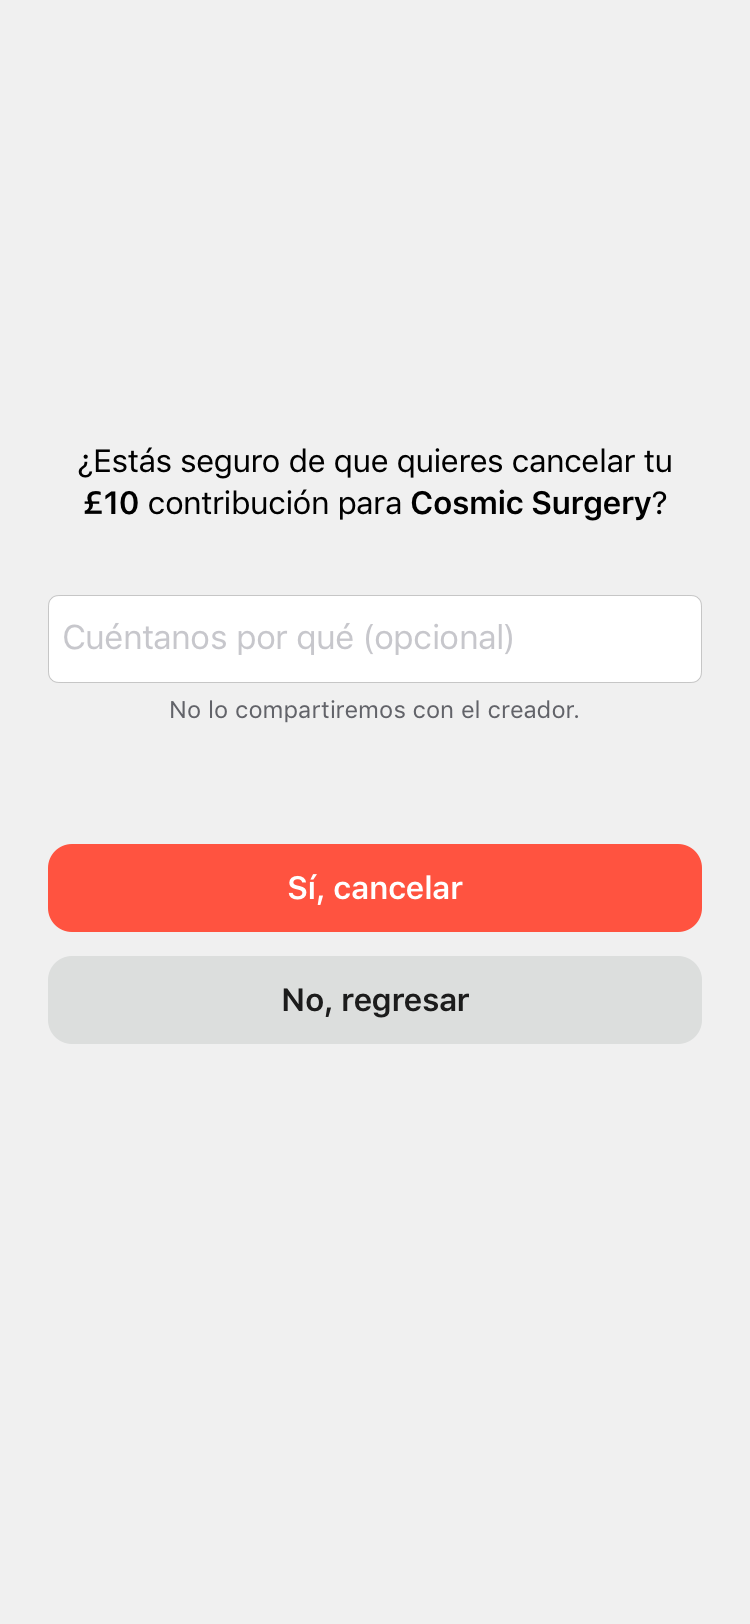 ¿Estás seguro de que quieres cancelar tu
£10 contribución para Cosmic Surgery?
Cuéntanos por qué (opcional)
No lo compartiremos con el creador.
Sí, cancelar
No, regresar